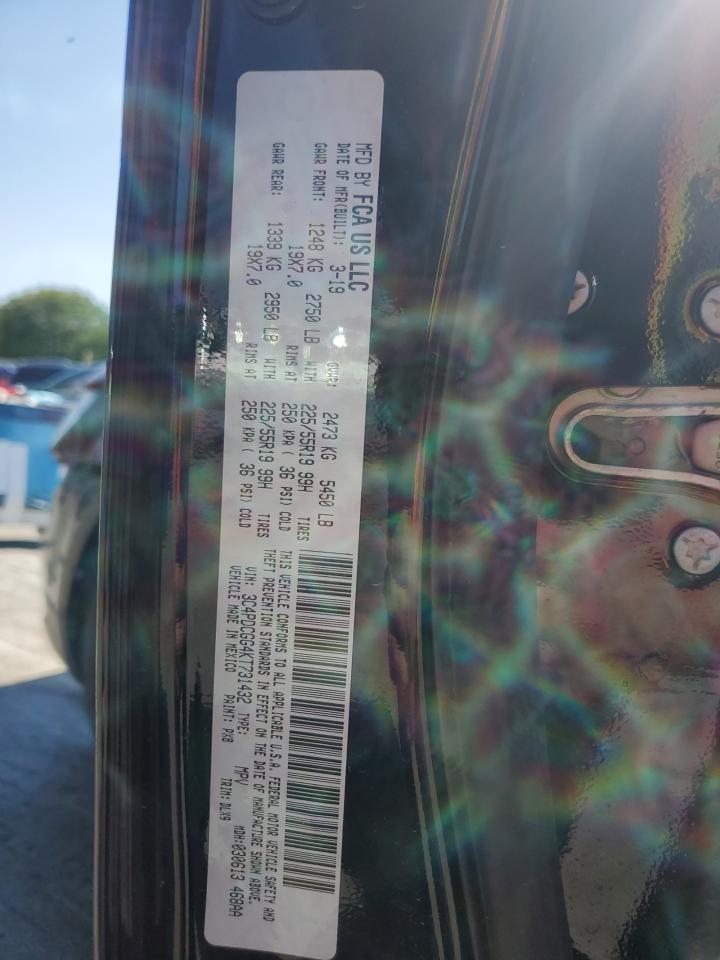 MFD BY FCA US LLC
DATE OF MFR(BUILT): 3-19 GVWR: 2473 KG 5450 LB
GAWR FRONT: 1248 KG 2750 LB WITH 225/55R19 99H TIRES
19X7.0 RIMS AT 250 KPA ( 36 PSI) COLD
GAWR REAR: 1339 KG 2950 LB WITH 225/55R19 99H TIRES
19X7.0 RIMS AT 250 KPA ( 36 PSI) COLD
THIS VEHICLE CONFORMS TO ALL APPLICABLE U.S.A. FEDERAL MOTOR VEHICLE SAFETY AND
THEFT PREVENTION STANDARDS IN EFFECT ON THE DATE OF MANUFACTURE SHOWN ABOVE.
VIN: 3C4PDCGG4KT731432 TYPE: MPV MDH:030613 468AA
VEHICLE MADE IN MEXICO PAINT: PX8 TRIM: DLX9